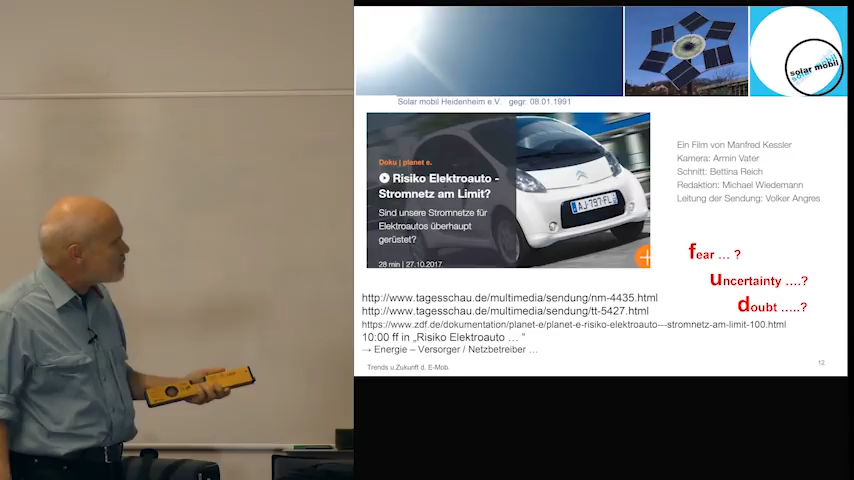 solar mobil
Solar mobil Heidenheim e.V. gegr. 08.01.1991
Doku | planet e.
Risiko Elektroauto -
Stromnetz am Limit?
Sind unsere Stromnetze für
Elektroautos überhaupt
gerüstet?
28 min | 27.10.2017
AJ-797-FL
Ein Film von Manfred Kessler
Kamera: Armin Vater
Schnitt: Bettina Reich
Redaktion: Michael Wiedemann
Leitung der Sendung: Volker Angres
fear ... ?
uncertainty ....?
doubt .....?
http://www.tagesschau.de/multimedia/sendung/nm-4435.html
http://www.tagesschau.de/multimedia/sendung/tt-5427.html
https://www.zdf.de/dokumentation/planet-e/planet-e-risiko-elektroauto---stromnetz-am-limit-100.html
10:00 ff in „Risiko Elektroauto ... “
→ Energie – Versorger / Netzbetreiber ...
Trends u.Zukunft d. E-Mob.
12